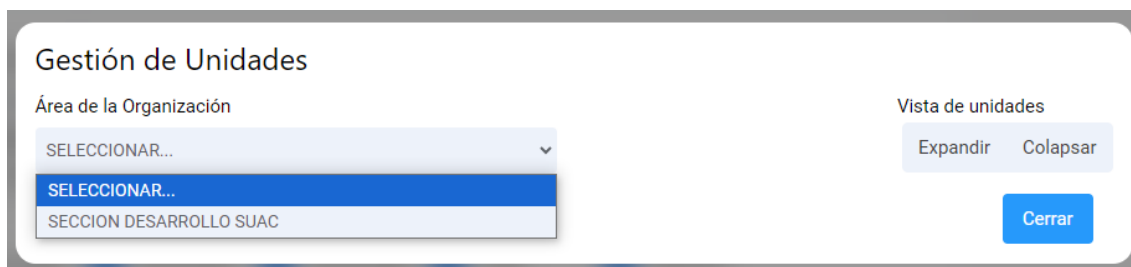 Gestión de Unidades
Área de la Organización
Vista de unidades
SELECCIONAR...
Expandir Colapsar
SELECCIONAR...
SECCION DESARROLLO SUAC
Cerrar